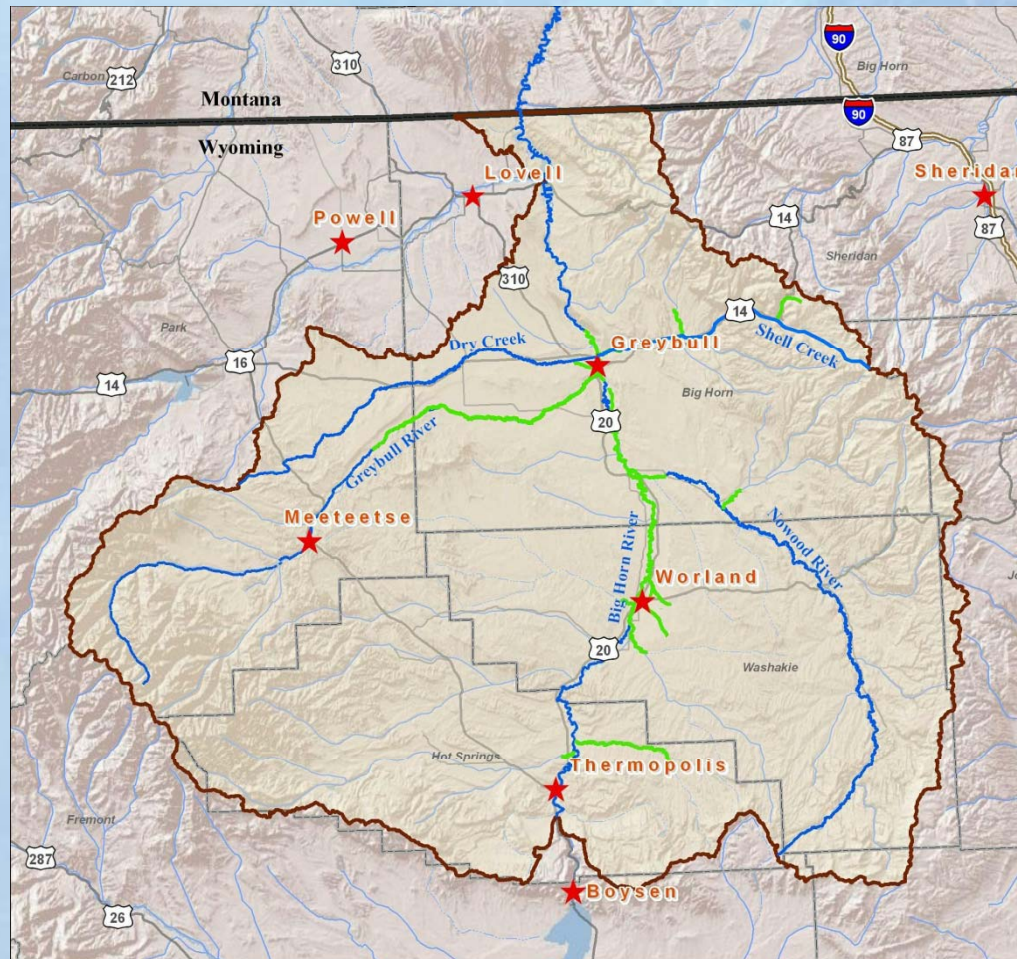 90
310
Big Horn
Carbon
212
90
Montana
Wyoming
87
Lovell
Sheridan
Powell
14
87
Sheridan
310
14
Park
Dry Creek
Greybull
Shell Creek
16
14
Big Horn
20
Greybull River
Meeteetse
Nowood River
Big Horn River
Worland
20
Washakie
Hot Springs
Thermopolis
Fremont
287
Boysen
26